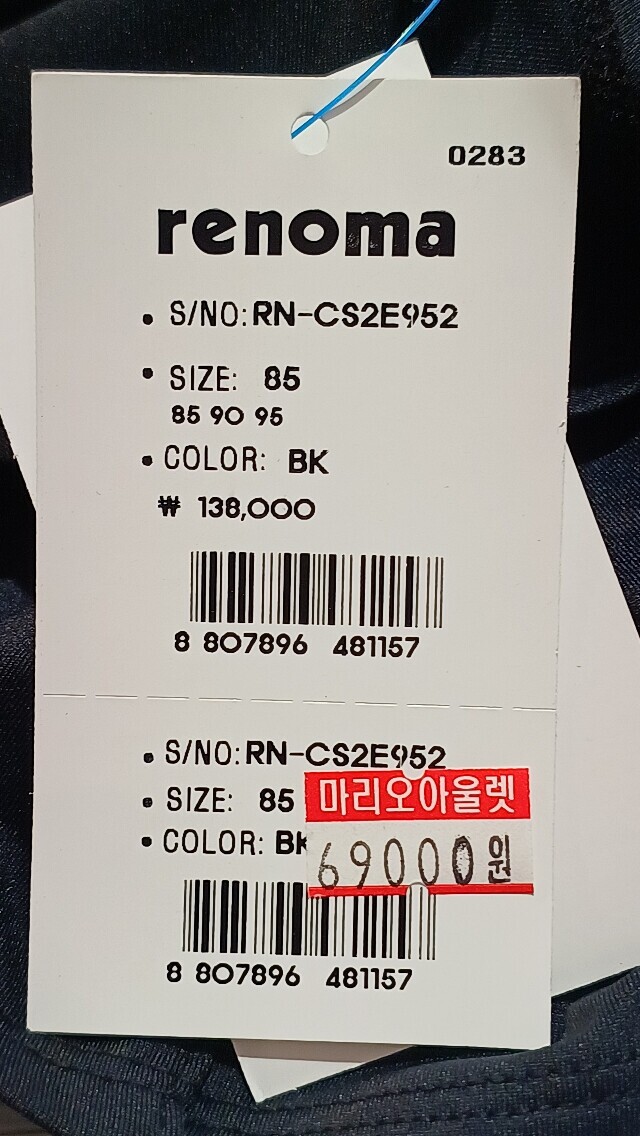 0283
renoma
• S/NO: RN-CS2E952
• SIZE: 85
85 90 95
• COLOR: BK
₩ 138,000
8 807896 481157
• S/NO: RN-CS2E952
• SIZE: 85
마리오아울렛
• COLOR: BK
69000원
8 807896 481157